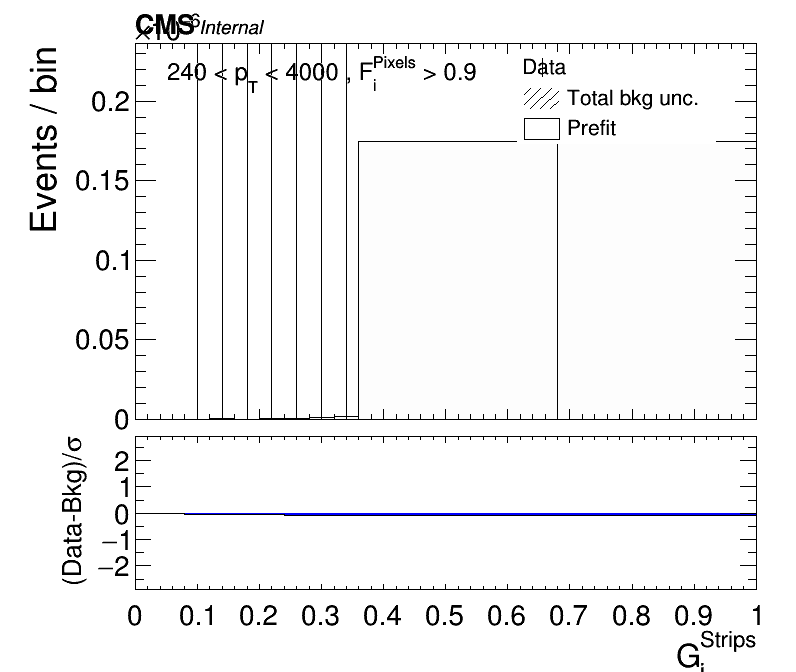 CMS Internal
×10⁻⁶
240 < p_T < 4000 , F_i^Pixels > 0.9
Data
Total bkg unc.
Prefit
Events / bin
0.2
0.15
0.1
0.05
0
(Data-Bkg)/σ
2
1
0
−1
−2
0 0.1 0.2 0.3 0.4 0.5 0.6 0.7 0.8 0.9 1
G_i^Strips